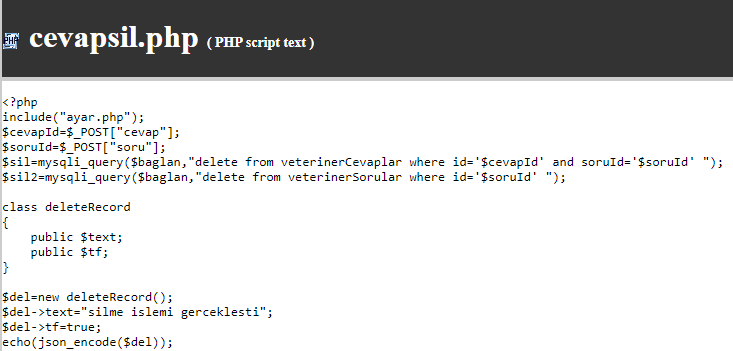 PHP cevapsil.php ( PHP script text )
<?php
include("ayar.php");
$cevapId=$_POST["cevap"];
$soruId=$_POST["soru"];
$sil=mysqli_query($baglan,"delete from veterinerCevaplar where id='$cevapId' and soruId='$soruId' ");
$sil2=mysqli_query($baglan,"delete from veterinerSorular where id='$soruId' ");
class deleteRecord
{
    public $text;
    public $tf;
}
$del=new deleteRecord();
$del->text="silme islemi gerceklesti";
$del->tf=true;
echo(json_encode($del));